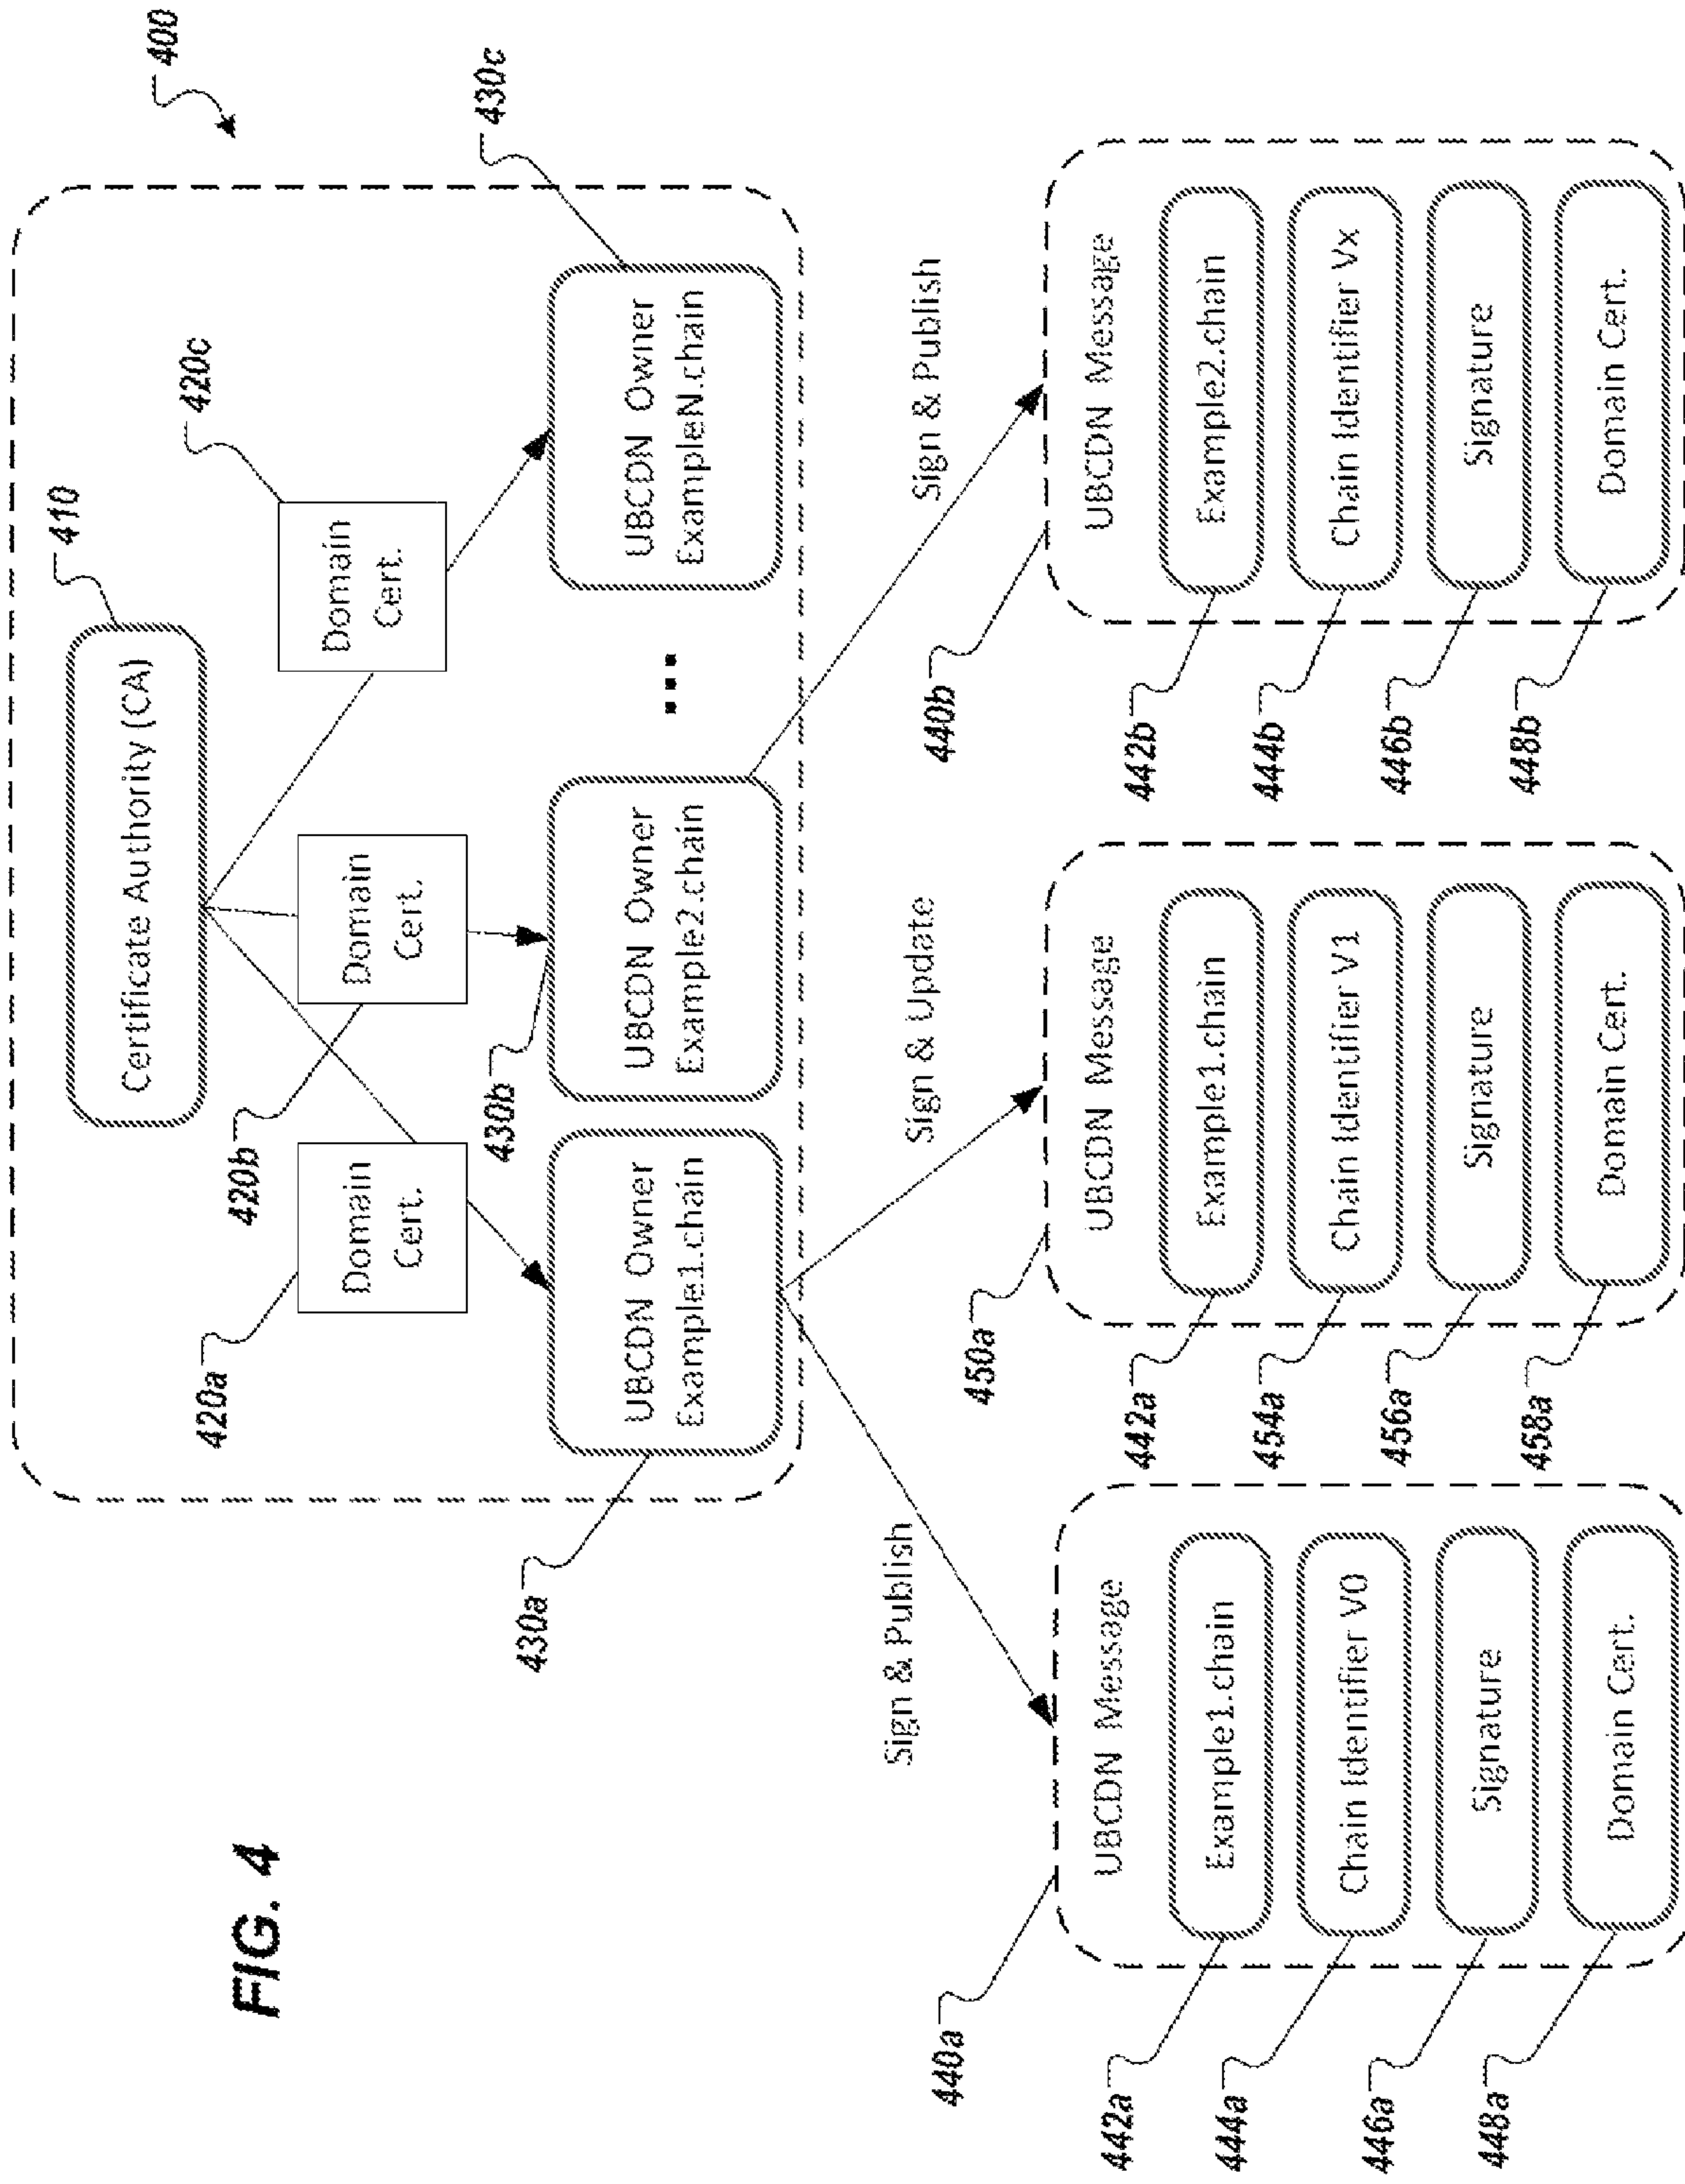 FIG. 4
400
410
Certificate Authority (CA)
420a
Domain
Cert.
420b
Domain
Cert.
420c
Domain
Cert.
430a
UBCDN Owner
Example1.chain
430b
UBCDN Owner
Example2.chain
...
430c
UBCDN Owner
ExampleN.chain
Sign & Publish
Sign & Update
Sign & Publish
440a
UBCDN Message
442a
Example1.chain
444a
Chain Identifier V0
446a
Signature
448a
Domain Cert.
450a
UBCDN Message
442a
Example1.chain
454a
Chain Identifier V1
456a
Signature
458a
Domain Cert.
440b
UBCDN Message
442b
Example2.chain
444b
Chain Identifier Vx
446b
Signature
448b
Domain Cert.